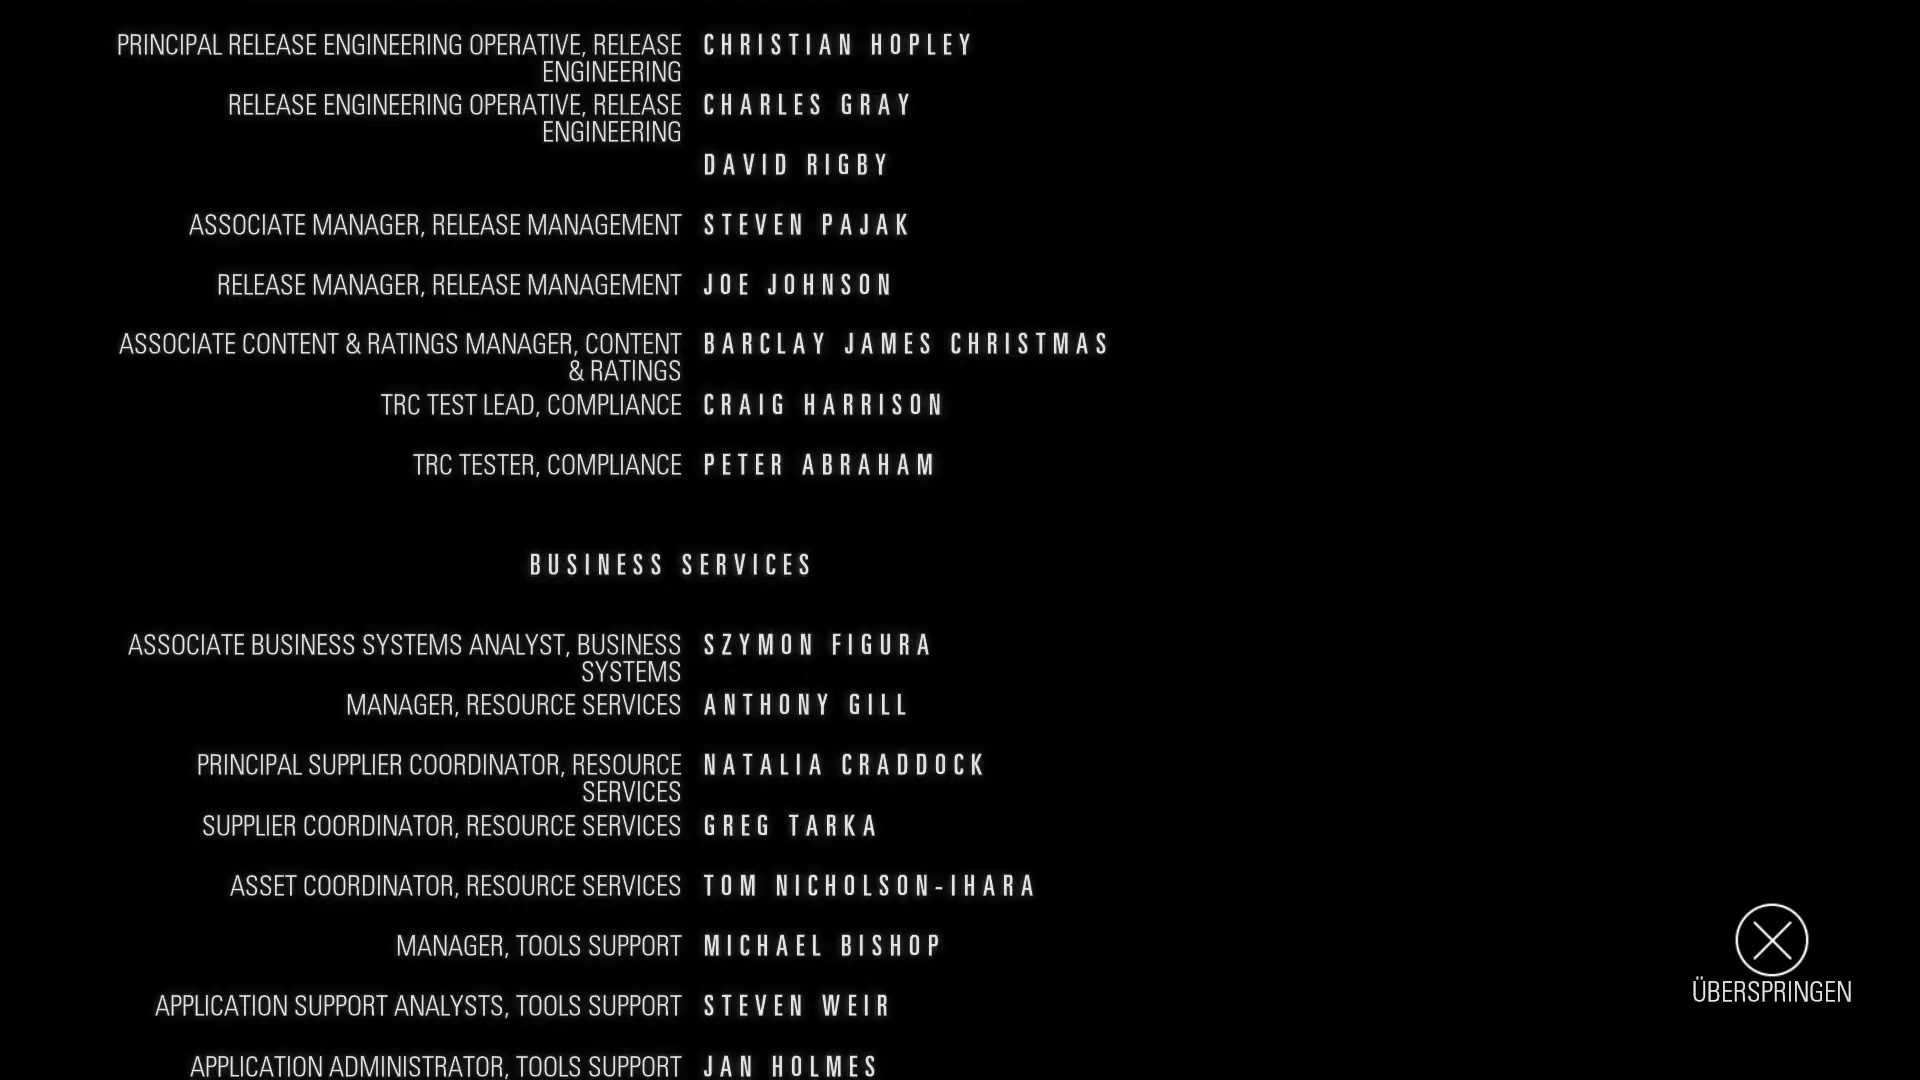 PRINCIPAL RELEASE ENGINEERING OPERATIVE, RELEASE CHRISTIAN HOPLEY
ENGINEERING
RELEASE ENGINEERING OPERATIVE, RELEASE CHARLES GRAY
ENGINEERING
DAVID RIGBY
ASSOCIATE MANAGER, RELEASE MANAGEMENT STEVEN PAJAK
RELEASE MANAGER, RELEASE MANAGEMENT JOE JOHNSON
ASSOCIATE CONTENT & RATINGS MANAGER, CONTENT BARCLAY JAMES CHRISTMAS
& RATINGS
TRC TEST LEAD, COMPLIANCE CRAIG HARRISON
TRC TESTER, COMPLIANCE PETER ABRAHAM
BUSINESS SERVICES
ASSOCIATE BUSINESS SYSTEMS ANALYST, BUSINESS SZYMON FIGURA
SYSTEMS
MANAGER, RESOURCE SERVICES ANTHONY GILL
PRINCIPAL SUPPLIER COORDINATOR, RESOURCE NATALIA CRADDOCK
SERVICES
SUPPLIER COORDINATOR, RESOURCE SERVICES GREG TARKA
ASSET COORDINATOR, RESOURCE SERVICES TOM NICHOLSON-IHARA
MANAGER, TOOLS SUPPORT MICHAEL BISHOP
APPLICATION SUPPORT ANALYSTS, TOOLS SUPPORT STEVEN WEIR
ÜBERSPRINGEN
APPLICATION ADMINISTRATOR, TOOLS SUPPORT JAN HOLMES